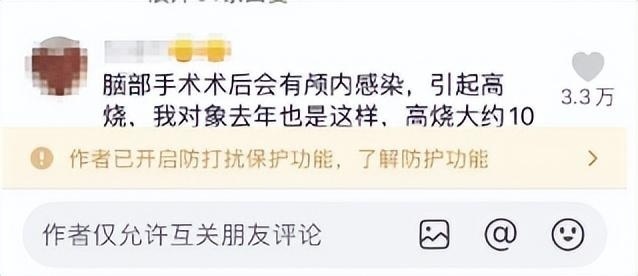 脑部手术术后会有颅内感染，引起高
烧，我对象去年也是这样，高烧大约10
3.3万
作者已开启防打扰保护功能，了解防护功能
作者仅允许互关朋友评论